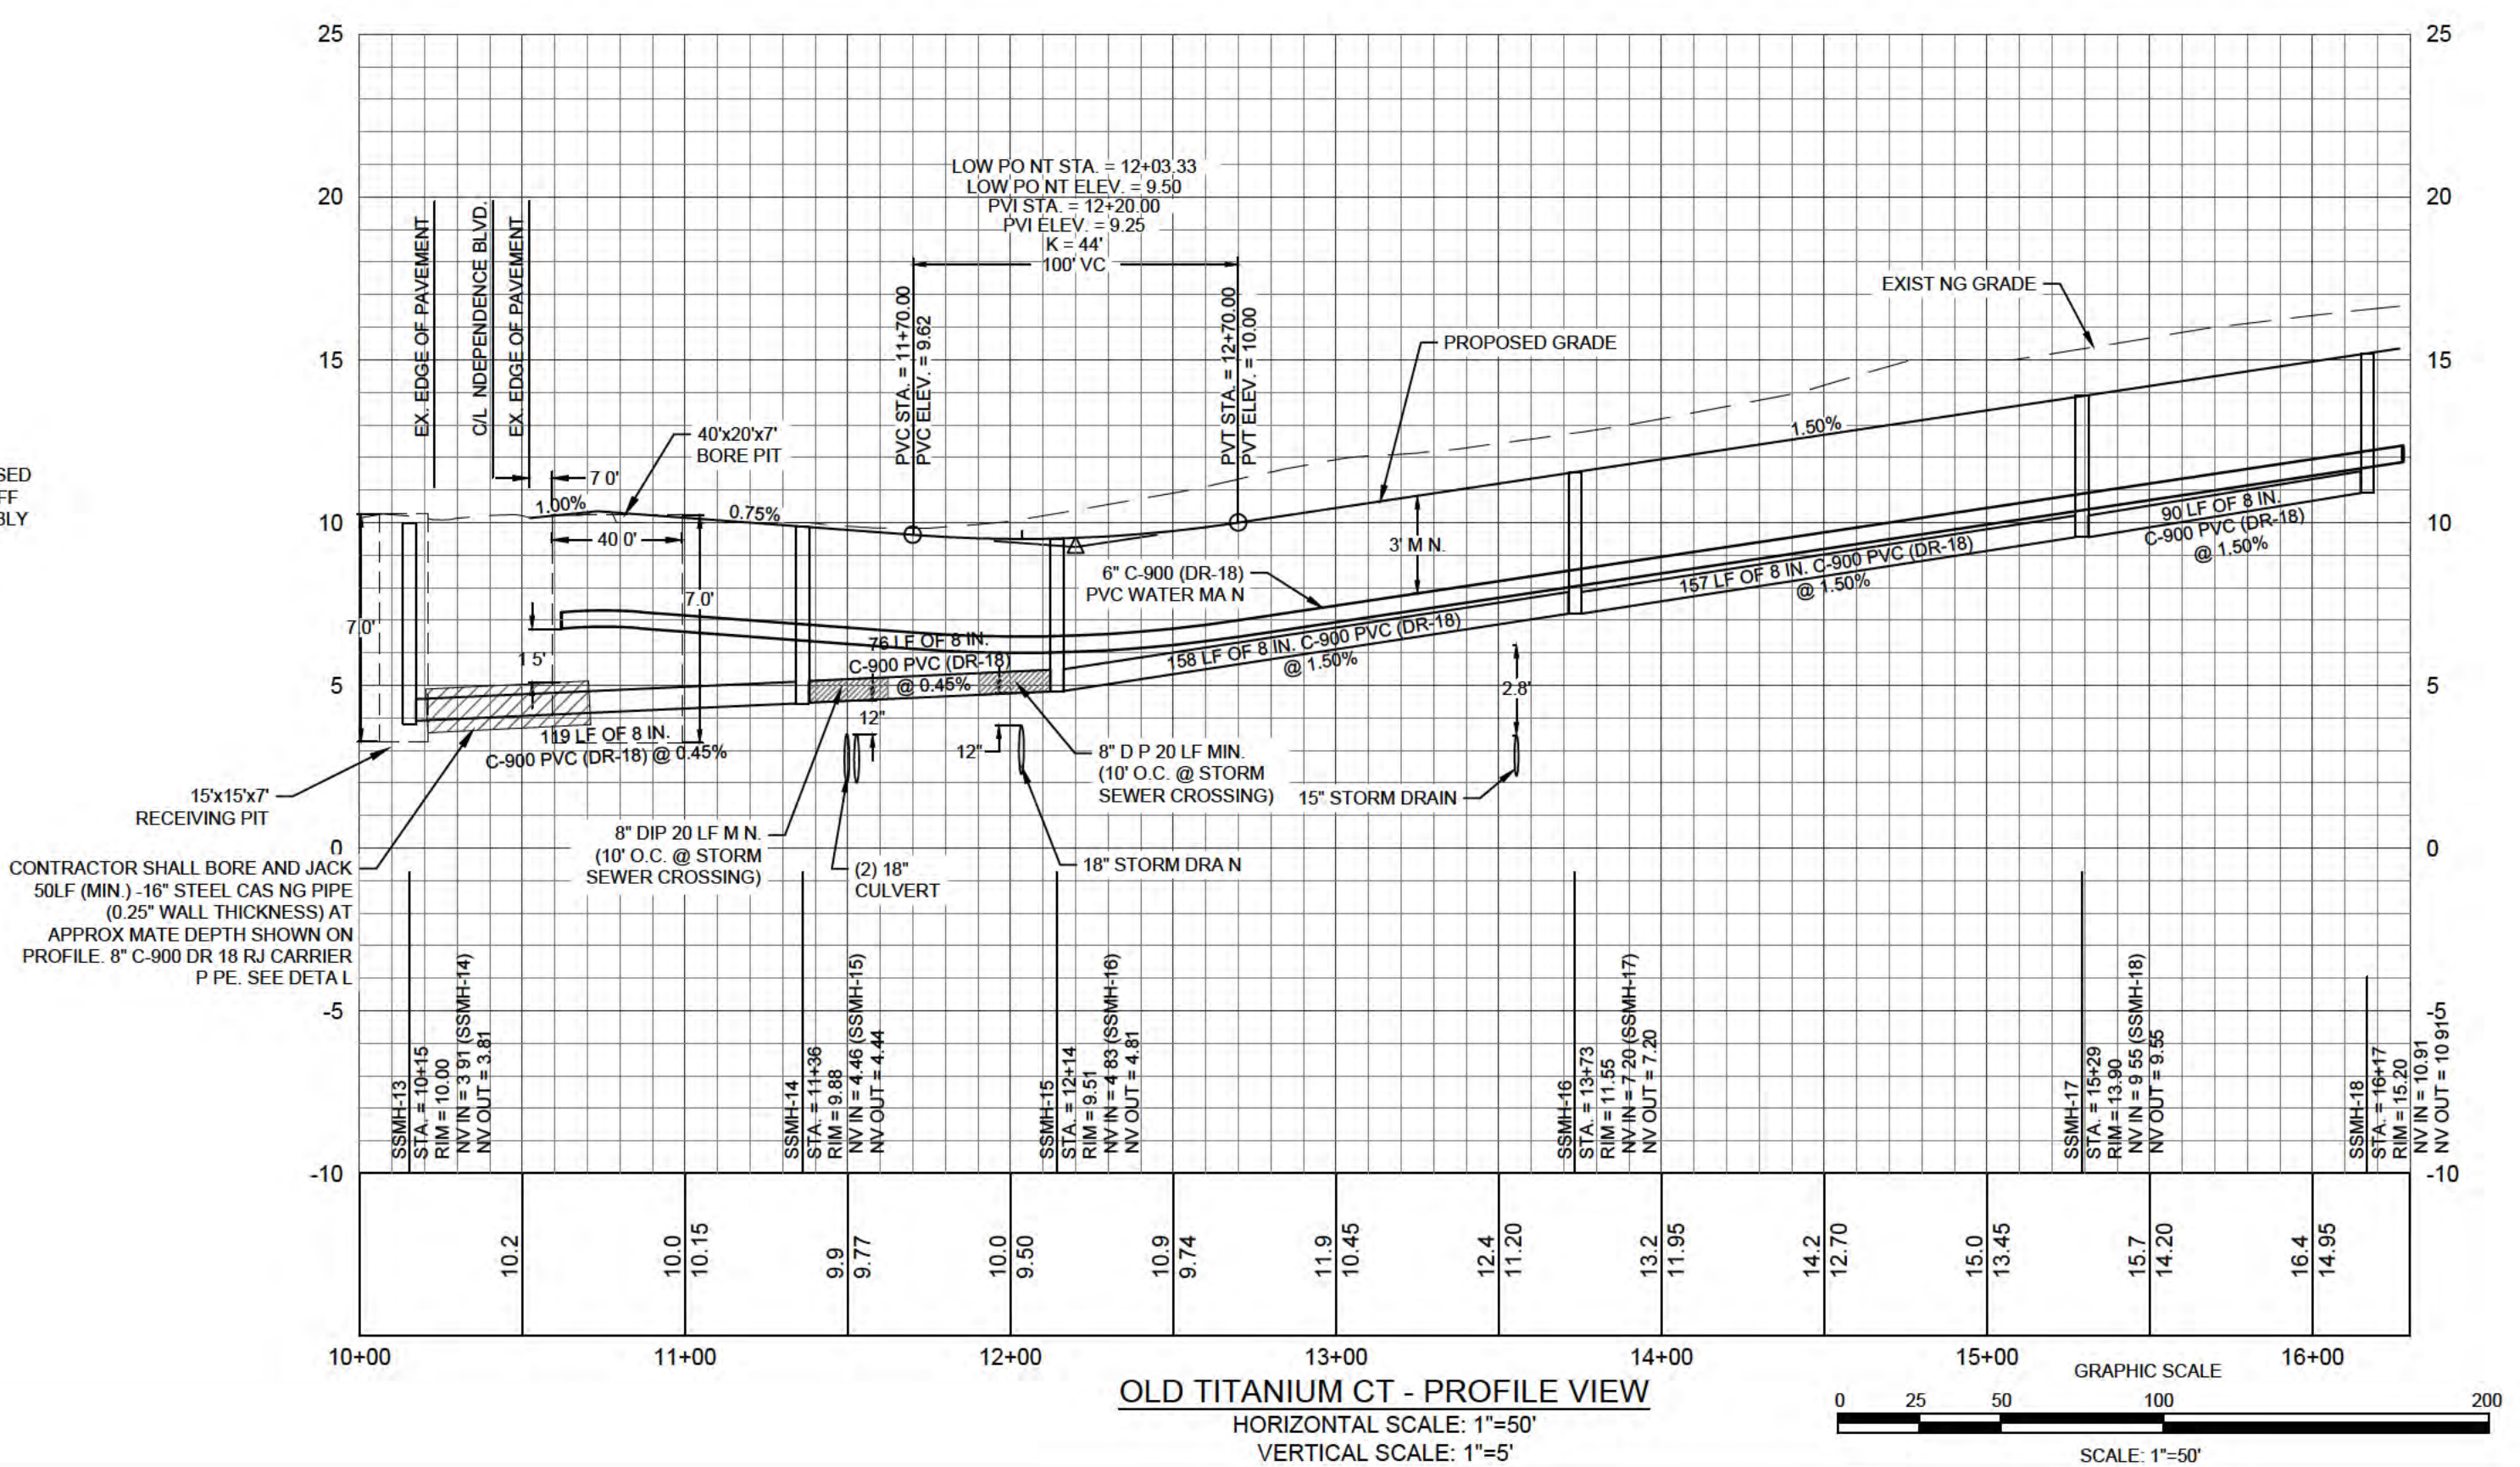 25
20
15
10
5
0
-5
-10
25
20
15
10
5
0
-5
-10
SED
FF
BLY
EX. EDGE OF PAVEMENT
C/L NDEPENDENCE BLVD.
EX. EDGE OF PAVEMENT
LOW PO NT STA. = 12+03.33
LOW PO NT ELEV. = 9.50
PVI STA. = 12+20.00
PVI ELEV. = 9.25
K = 44'
100' VC
PVC STA. = 11+70.00
PVC ELEV. = 9.62
PVT STA. = 12+70.00
PVT ELEV. = 10.00
EXIST NG GRADE
PROPOSED GRADE
40'x20'x7'
BORE PIT
7 0'
1.00%
0.75%
1.50%
40 0'
7.0'
7.0'
1 5'
3' M N.
6" C-900 (DR-18)
PVC WATER MA N
76 LF OF 8 IN.
C-900 PVC (DR-18)
@ 0.45%
158 LF OF 8 IN. C-900 PVC (DR-18)
@ 1.50%
157 LF OF 8 IN. C-900 PVC (DR-18)
@ 1.50%
90 LF OF 8 IN.
C-900 PVC (DR-18)
@ 1.50%
119 LF OF 8 IN.
C-900 PVC (DR-18) @ 0.45%
12"
12"
2.8'
15'x15'x7'
RECEIVING PIT
8" D P 20 LF MIN.
(10' O.C. @ STORM
SEWER CROSSING)
15" STORM DRAIN
8" DIP 20 LF M N.
(10' O.C. @ STORM
SEWER CROSSING)
(2) 18"
CULVERT
18" STORM DRA N
CONTRACTOR SHALL BORE AND JACK
50LF (MIN.) -16" STEEL CAS NG PIPE
(0.25" WALL THICKNESS) AT
APPROX MATE DEPTH SHOWN ON
PROFILE. 8" C-900 DR 18 RJ CARRIER
P PE. SEE DETA L
SSMH-13
STA. = 10+15
RIM = 10.00
NV IN = 3 91 (SSMH-14)
NV OUT = 3.81
SSMH-14
STA. = 11+36
RIM = 9.88
NV IN = 4.46 (SSMH-15)
NV OUT = 4.44
SSMH-15
STA. = 12+14
RIM = 9.51
NV IN = 4 83 (SSMH-16)
NV OUT = 4.81
SSMH-16
STA. = 13+73
RIM = 11.55
NV IN = 7 20 (SSMH-17)
NV OUT = 7.20
SSMH-17
STA. = 15+29
RIM = 13.90
NV IN = 9 55 (SSMH-18)
NV OUT = 9.55
SSMH-18
STA. = 16+17
RIM = 15.20
NV IN = 10.91
NV OUT = 10 91
10.2
10.0
10.15
9.9
9.77
10.0
9.50
10.9
9.74
11.9
10.45
12.4
11.20
13.2
11.95
14.2
12.70
15.0
13.45
15.7
14.20
16.4
14.95
10+00
11+00
12+00
13+00
14+00
15+00
16+00
OLD TITANIUM CT - PROFILE VIEW
HORIZONTAL SCALE: 1"=50'
VERTICAL SCALE: 1"=5'
GRAPHIC SCALE
0 25 50 100 200
SCALE: 1"=50'